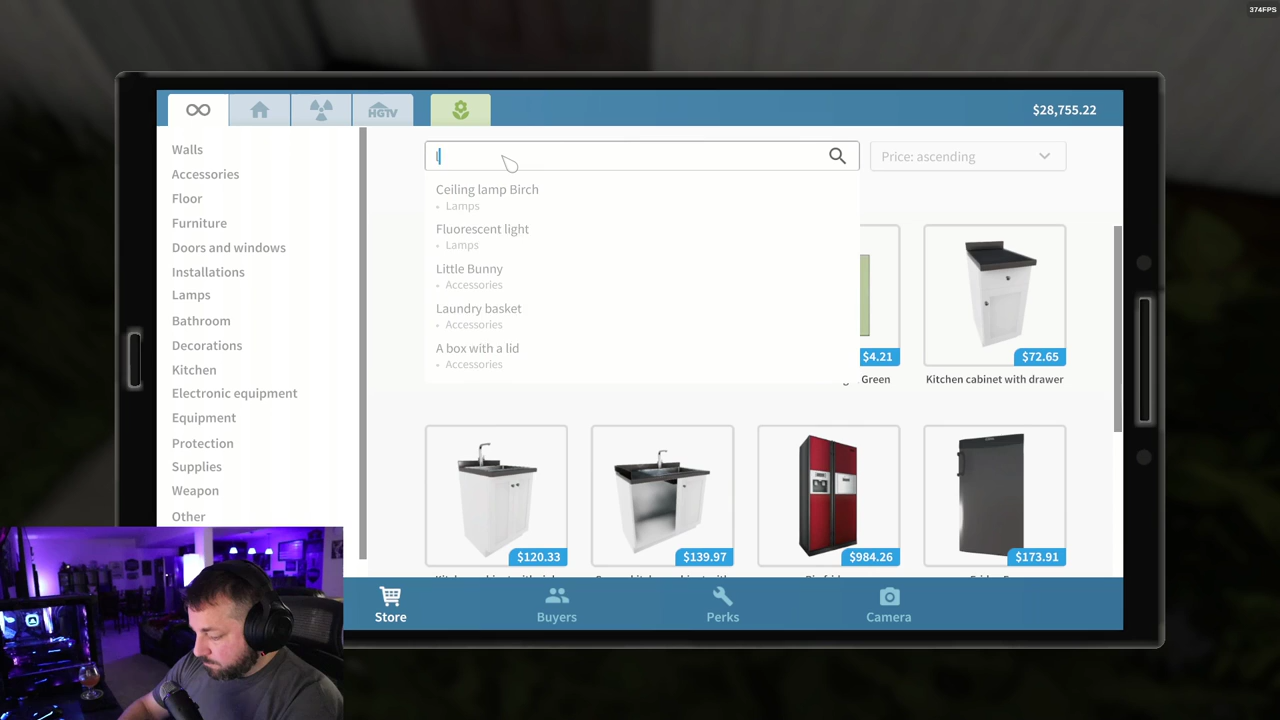 374FPS
HGTV
$28,755.22
Walls
Accessories
Floor
Furniture
Doors and windows
Installations
Lamps
Bathroom
Decorations
Kitchen
Electronic equipment
Equipment
Protection
Supplies
Weapon
Other
l
Price: ascending
Ceiling lamp Birch
• Lamps
Fluorescent light
• Lamps
Little Bunny
• Accessories
Laundry basket
• Accessories
A box with a lid
• Accessories
$4.21
Green
$72.65
Kitchen cabinet with drawer
$120.33
$139.97
$984.26
$173.91
Store
Buyers
Perks
Camera